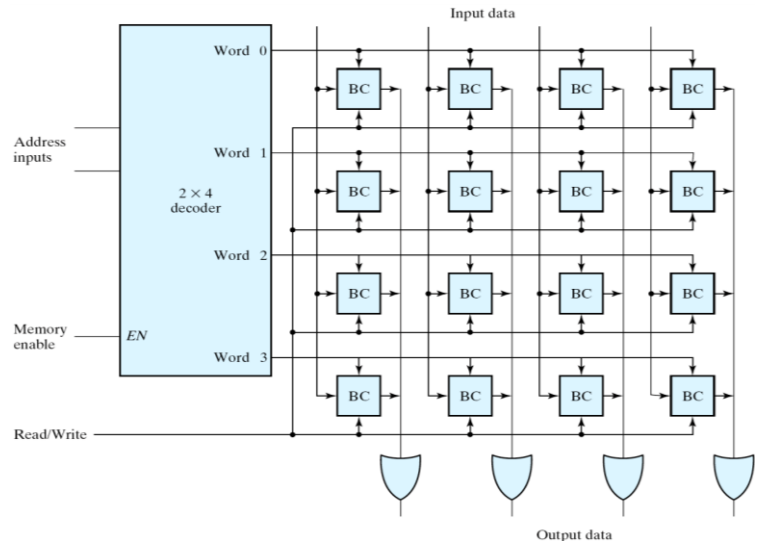 Input data
Word 0
BC BC BC BC
Address
inputs
Word 1
2 × 4
decoder
BC BC BC BC
Word 2
BC BC BC BC
Memory
enable
EN
Word 3
BC BC BC BC
Read/Write
Output data